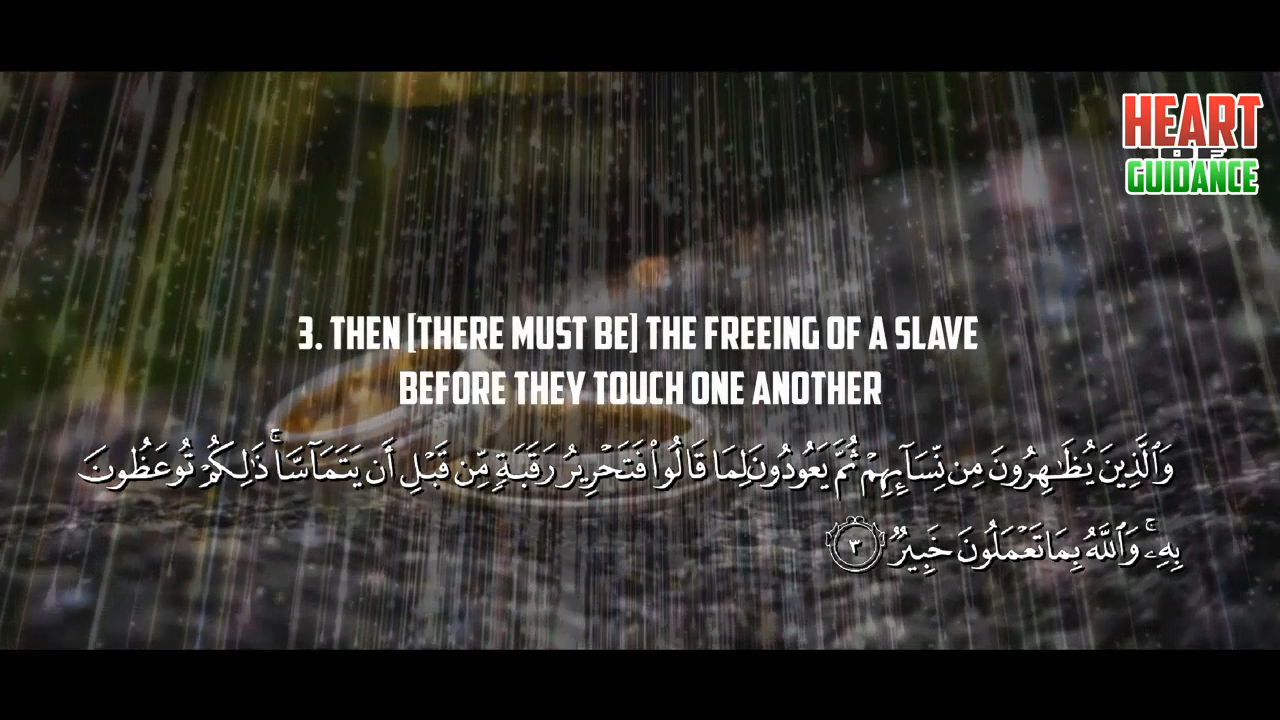 HEART
OF
GUIDANCE
3. THEN [THERE MUST BE] THE FREEING OF A SLAVE
BEFORE THEY TOUCH ONE ANOTHER
وَٱلَّذِينَ يُظَٰهِرُونَ مِن نِّسَآئِهِمْ ثُمَّ يَعُودُونَ لِمَا قَالُوا۟ فَتَحْرِيرُ رَقَبَةٍ مِّن قَبْلِ أَن يَتَمَآسَّا ۚ ذَٰلِكُمْ تُوعَظُونَ
بِهِۦ ۚ وَٱللَّهُ بِمَا تَعْمَلُونَ خَبِيرٌ ٣